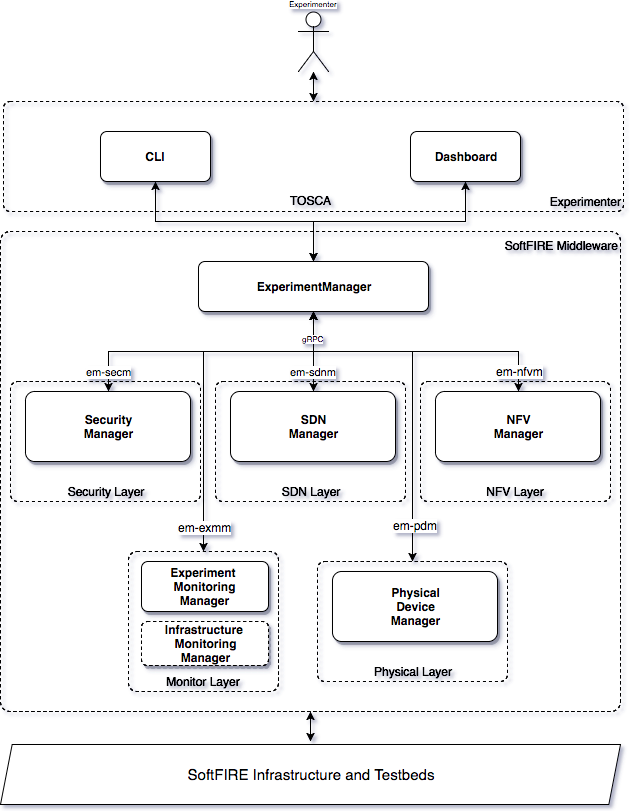 Experimenter
CLI
Dashboard
TOSCA
Experimenter
SoftFIRE Middleware
ExperimentManager
gRPC
em-secm
em-sdnm
em-nfvm
Security
Manager
SDN
Manager
NFV
Manager
Security Layer
SDN Layer
NFV Layer
em-exmm
em-pdm
Experiment
Monitoring
Manager
Infrastructure
Monitoring
Manager
Monitor Layer
Physical
Device
Manager
Physical Layer
SoftFIRE Infrastructure and Testbeds